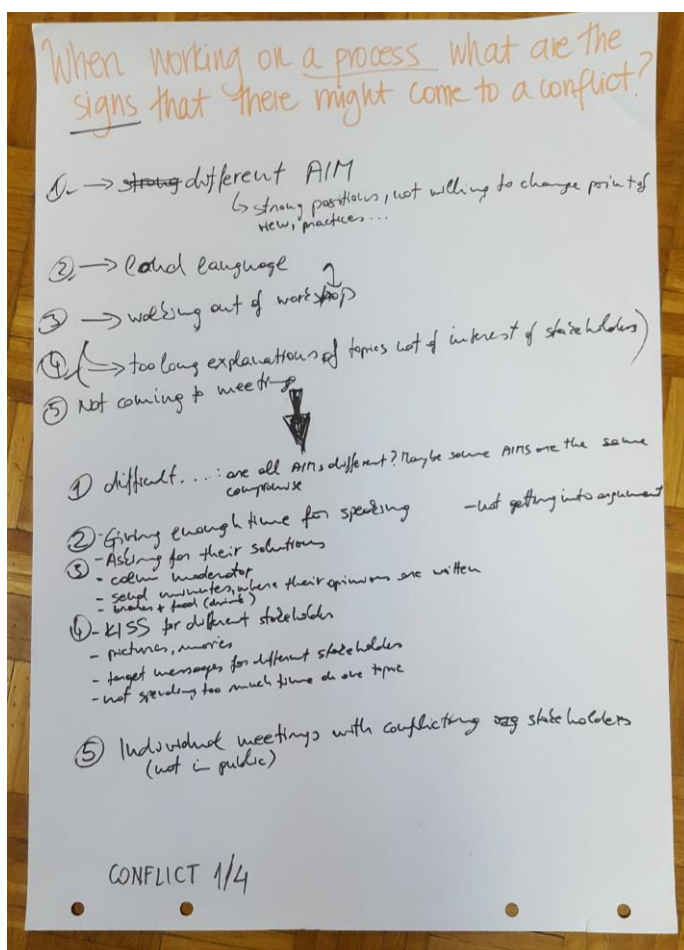 When working on a process what are the
signs that there might come to a conflict?
1. → strong different AIM
↳ strong positions, not willing to change point of
view, practices...
2. → loud language
3 → walking out of workshop
4 (→ too long explanations of topics not of interest of stakeholders)
5 Not coming to meeting
1 difficult....: are all AIMs different? Maybe some AIMs are the same
compromise
2 - Giving enough time for speaking - not getting into argument
3 - Asking for their solutions
- calm moderator
- send minutes, where their opinions are written
- breaks + food (drink)
4 - KISS for different stakeholders
- pictures, movies
- target messages for different stakeholders
- not spending too much time on one topic
5 Individual meetings with conflicting stakeholders
(not in public)
CONFLICT 1/4